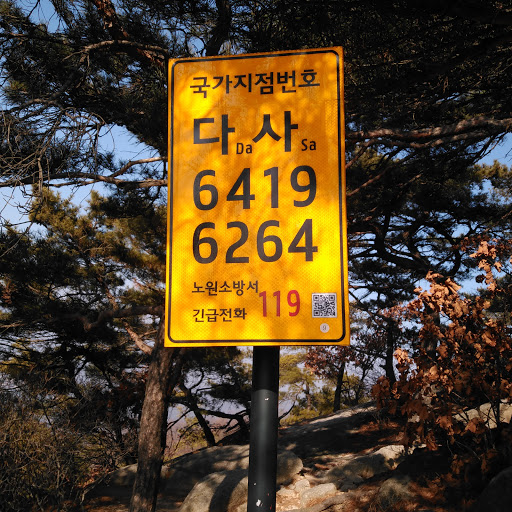 국가지점번호
다Da 사Sa
6419
6264
노원소방서
긴급전화 119